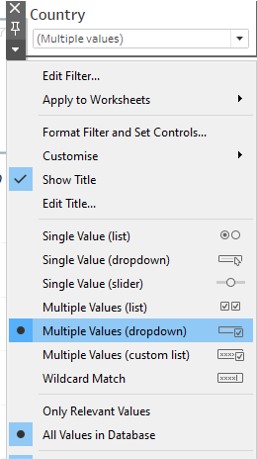 Country
(Multiple values)
Edit Filter...
Apply to Worksheets
Format Filter and Set Controls...
Customise
Show Title
Edit Title...
Single Value (list)
Single Value (dropdown)
Single Value (slider)
Multiple Values (list)
Multiple Values (dropdown)
Multiple Values (custom list)
Wildcard Match
Only Relevant Values
All Values in Database